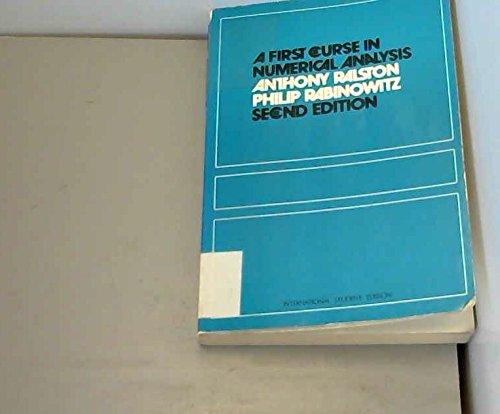 A FIRST COURSE IN
NUMERICAL ANALYSIS
ANTHONY RALSTON
PHILIP RABINOWITZ
SECOND EDITION
INTERNATIONAL STUDENT EDITION